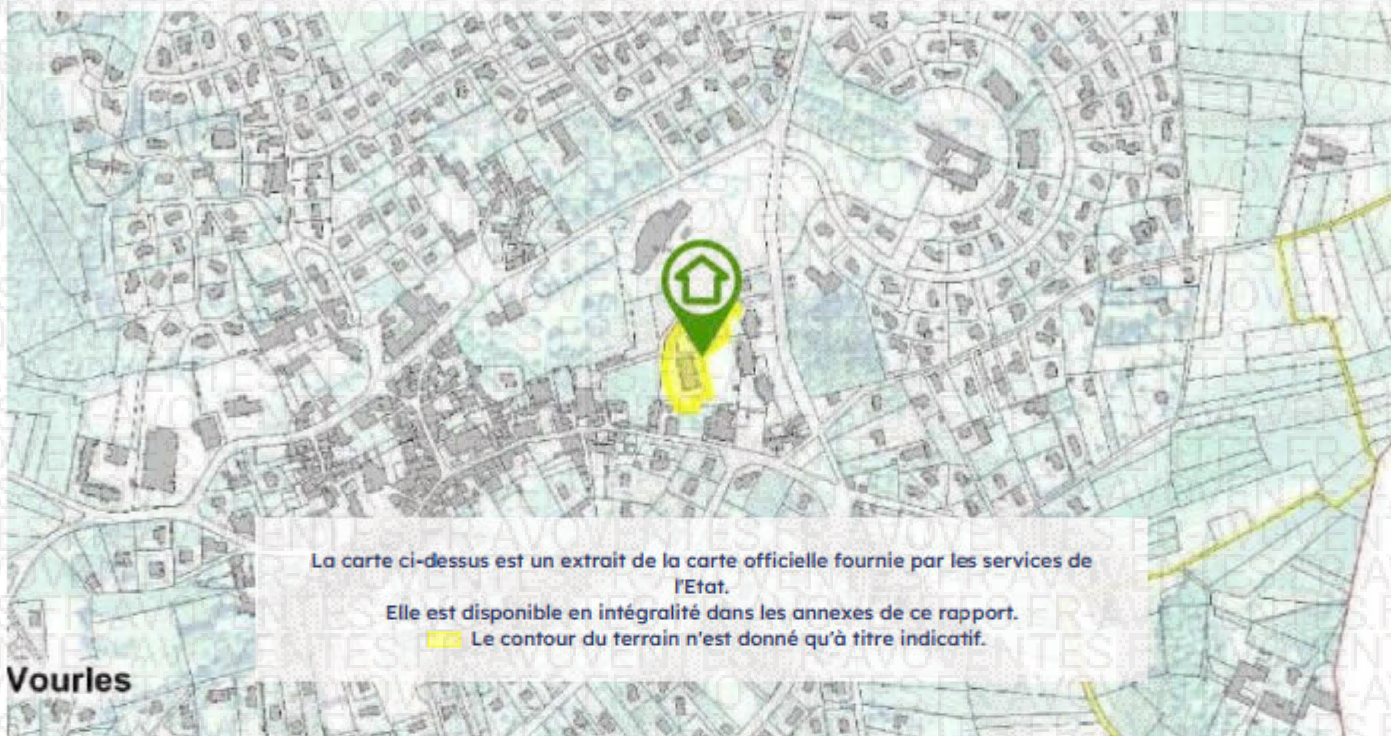 La carte ci-dessus est un extrait de la carte officielle fournie par les services de
l'Etat.
Elle est disponible en intégralité dans les annexes de ce rapport.
Le contour du terrain n'est donné qu'à titre indicatif.
Vourles